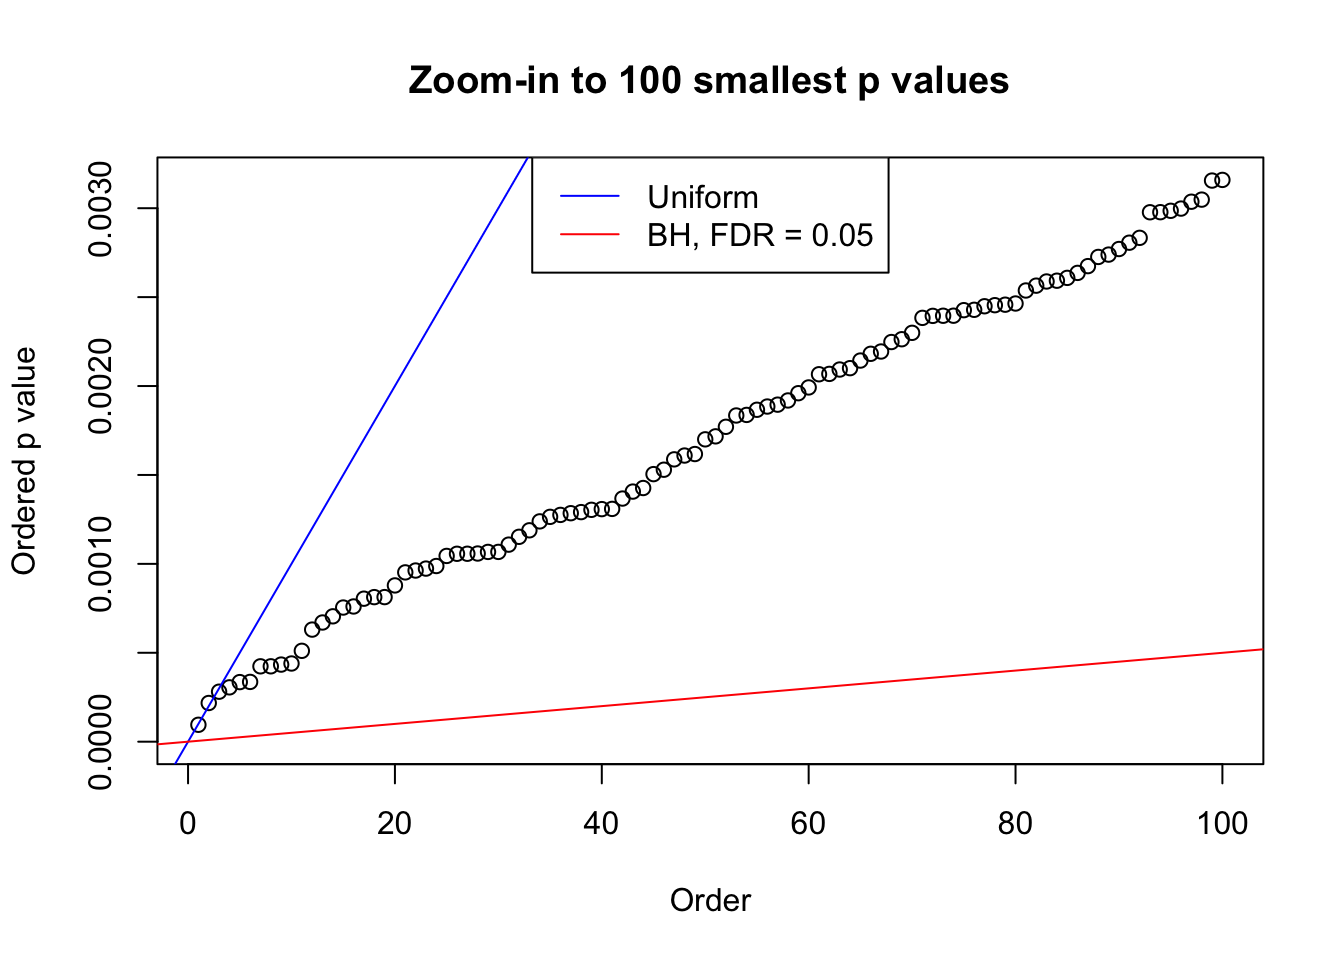 Zoom-in to 100 smallest p values
Uniform
BH, FDR = 0.05
Ordered p value
0.0030
0.0020
0.0010
0.0000
0 20 40 60 80 100
Order